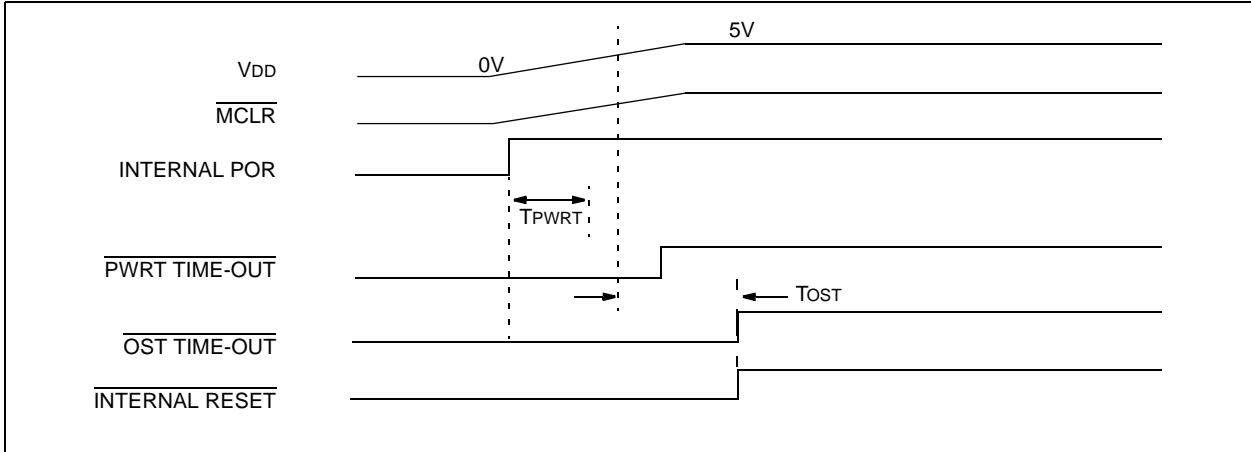 5V
VDD
0V
MCLR
INTERNAL POR
TPWRT
PWRT TIME-OUT
TOST
OST TIME-OUT
INTERNAL RESET